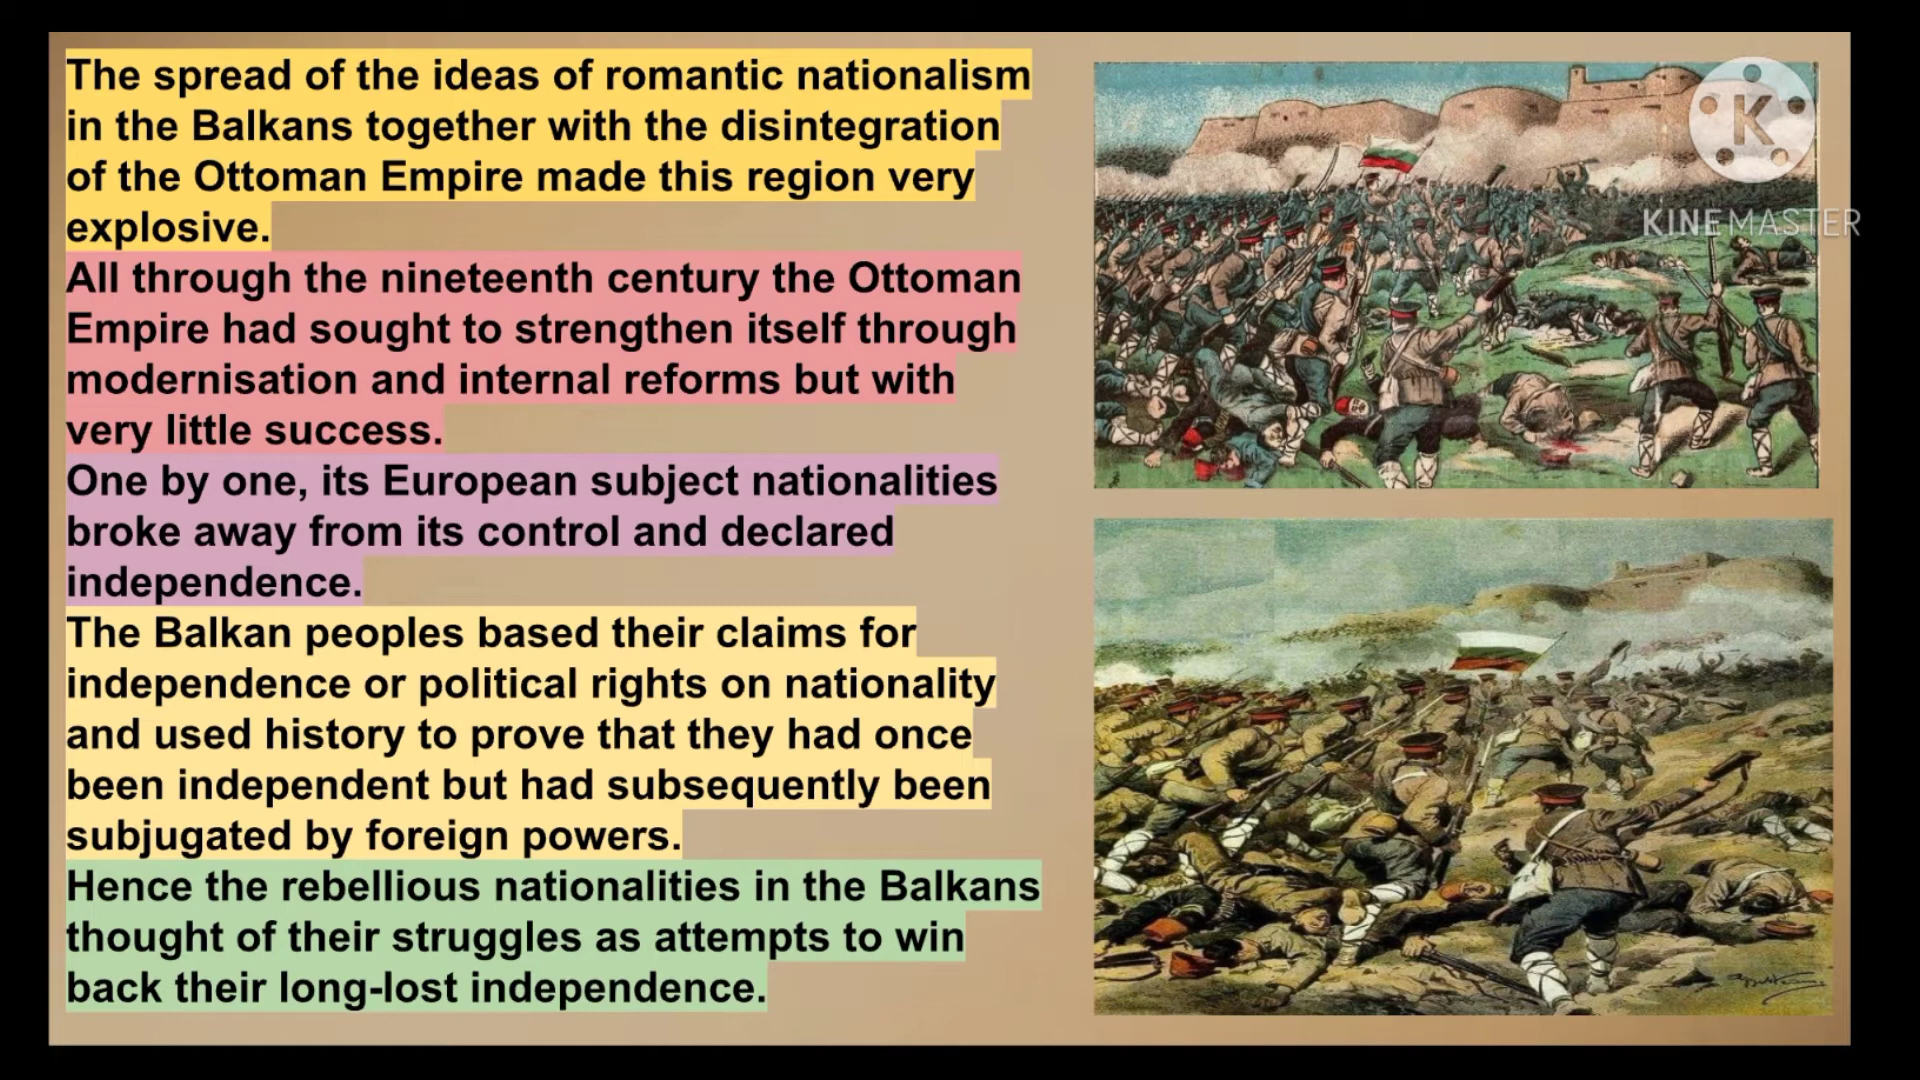 The spread of the ideas of romantic nationalism
in the Balkans together with the disintegration
of the Ottoman Empire made this region very
explosive.
All through the nineteenth century the Ottoman
Empire had sought to strengthen itself through
modernisation and internal reforms but with
very little success.
One by one, its European subject nationalities
broke away from its control and declared
independence.
The Balkan peoples based their claims for
independence or political rights on nationality
and used history to prove that they had once
been independent but had subsequently been
subjugated by foreign powers.
Hence the rebellious nationalities in the Balkans
thought of their struggles as attempts to win
back their long-lost independence.
K
KINEMASTER